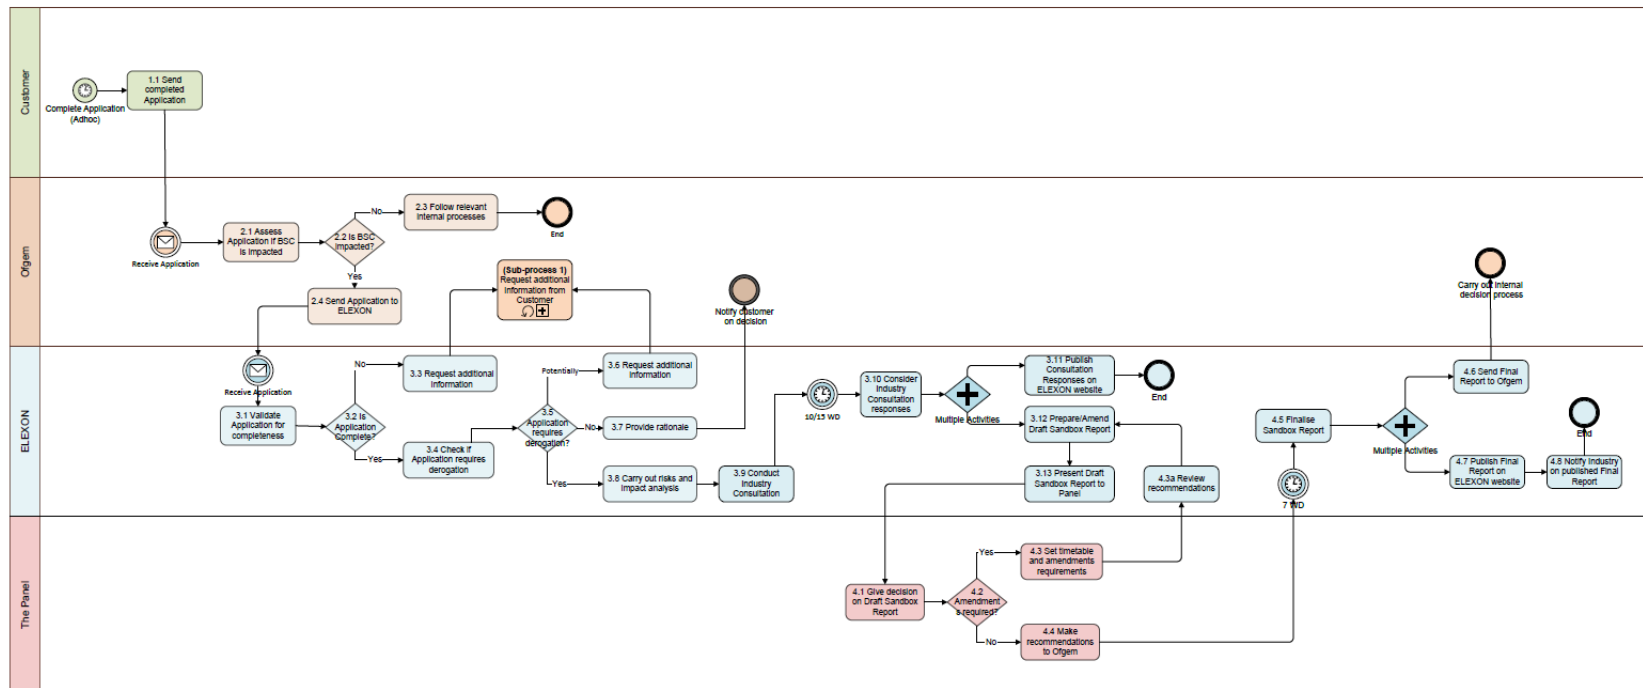 Customer
1.1 Send
completed
Application
Complete Application
(Adhoc)
Ofgem
Receive Application
2.1 Assess
Application if BSC
is impacted
2.2 Is BSC
impacted?
No
2.3 Follow relevant
internal processes
End
Yes
2.4 Send Application to
ELEXON
(Sub-process 1)
Request additional
information from
Customer
Notify customer
on decision
Carry out internal
decision process
ELEXON
Receive Application
3.1 Validate
Application for
completeness
3.2 Is
Application
Complete?
No
3.3 Request additional
information
Yes
3.4 Check if
Application requires
derogation
3.5
Application
requires
derogation?
Potentially
3.6 Request additional
information
No
3.7 Provide rationale
Yes
3.8 Carry out risks and
impact analysis
3.9 Conduct
Industry
Consultation
10/15 WD
3.10 Consider
Industry
Consultation
responses
Multiple Activities
3.11 Publish
Consultation
Responses on
ELEXON website
End
3.12 Prepare/Amend
Draft Sandbox Report
3.13 Present Draft
Sandbox Report to
Panel
4.3a Review
recommendations
7 WD
4.5 Finalise
Sandbox Report
Multiple Activities
4.6 Send Final
Report to Ofgem
4.7 Publish Final
Report on
ELEXON website
4.8 Notify Industry
on published Final
Report
End
The Panel
4.1 Give decision
on Draft Sandbox
Report
4.2
Amendment
s required?
Yes
4.3 Set timetable
and amendments
requirements
No
4.4 Make
recommendations
to Ofgem